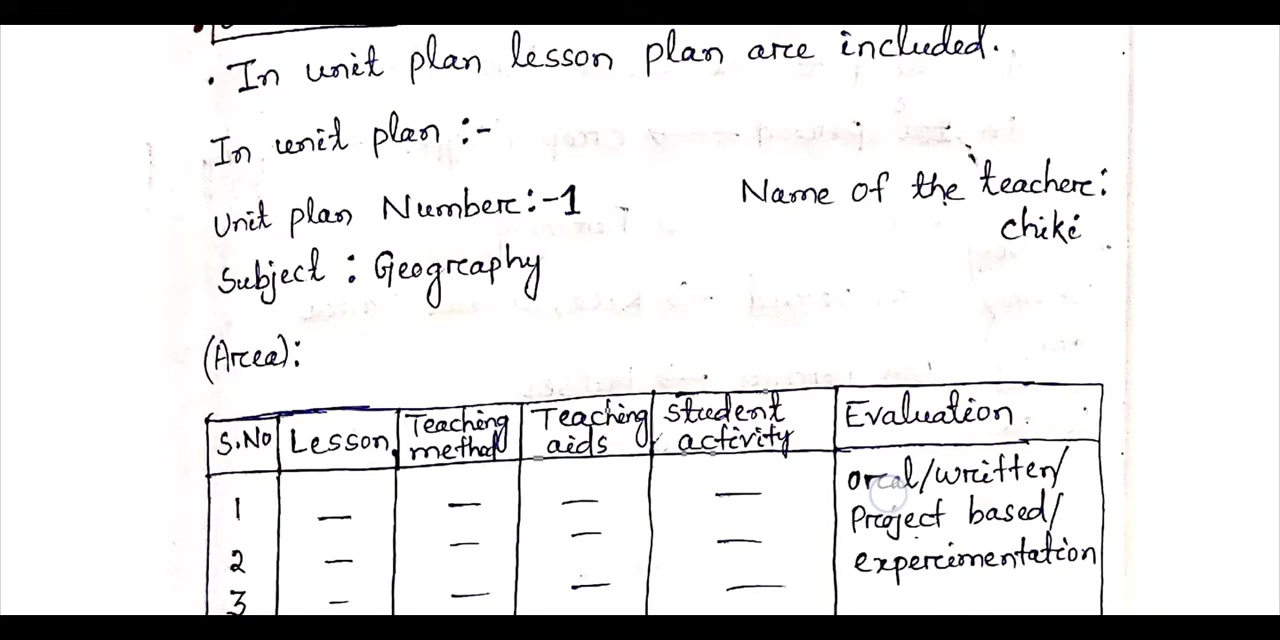 • In unit plan lesson plan are included.
In unit plan :-
Unit plan Number:-1
Name of the teacher:
chiki
Subject : Geography
(Area):
S.No Lesson Teaching method Teaching aids Student activity Evaluation
1 — — — — oral/written/
Project based/
2 — — — — experimentation
3 — — — —